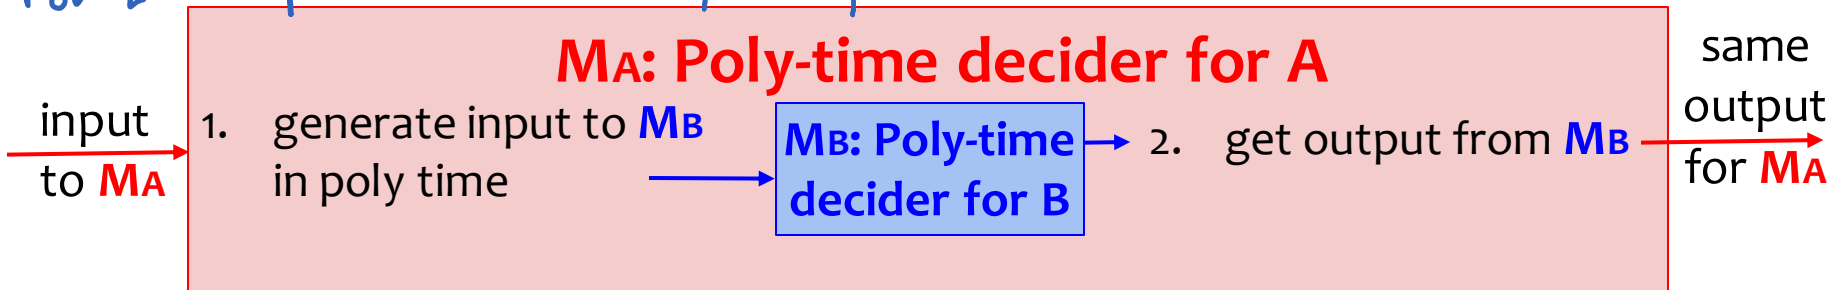 MA: Poly-time decider for A
input
to MA
1. generate input to MB
in poly time
MB: Poly-time
decider for B
2. get output from MB
same
output
for MA